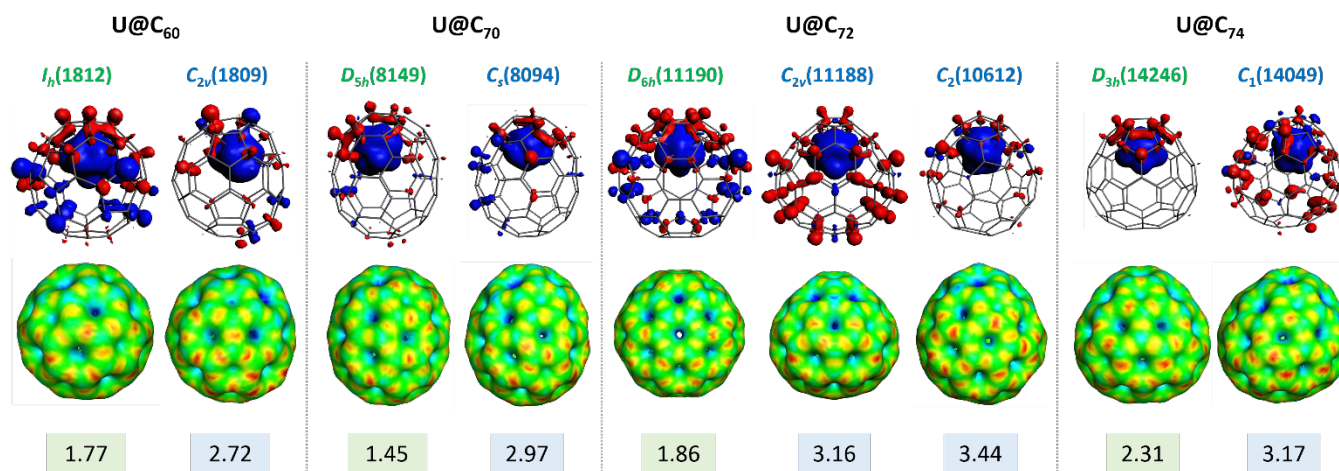 U@C₆₀ U@C₇₀ U@C₇₂ U@C₇₄
Iₕ(1812) C₂ᵥ(1809) D₅ₕ(8149) Cₛ(8094) D₆ₕ(11190) C₂ᵥ(11188) C₂(10612) D₃ₕ(14246) C₁(14049)
1.77 2.72 1.45 2.97 1.86 3.16 3.44 2.31 3.17